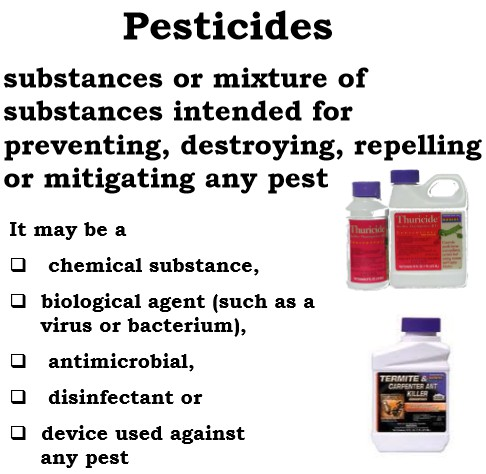 Pesticides
substances or mixture of
substances intended for
preventing, destroying, repelling
or mitigating any pest
It may be a
❑ chemical substance,
❑ biological agent (such as a
virus or bacterium),
❑ antimicrobial,
❑ disinfectant or
❑ device used against
any pest
Thuricide
Thuricide
TERMITE &
CARPENTER ANT
KILLER